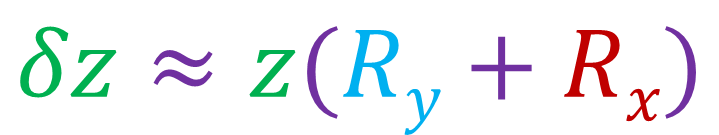 δz ≈ z(R_y + R_x)